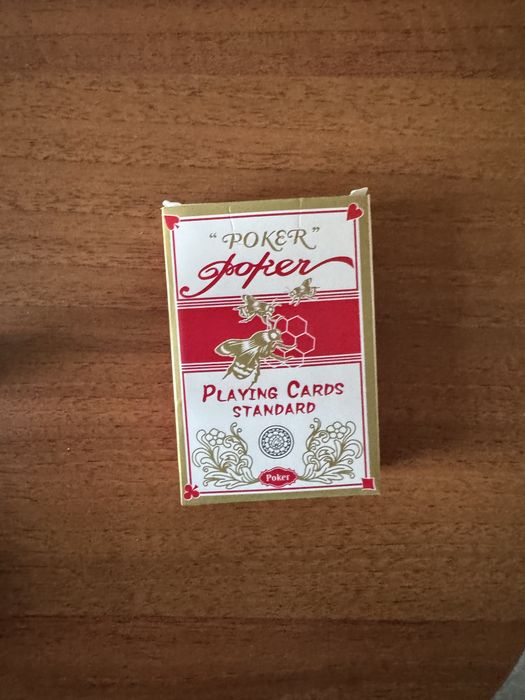 "POKER"
poker
PLAYING CARDS
STANDARD
Poker